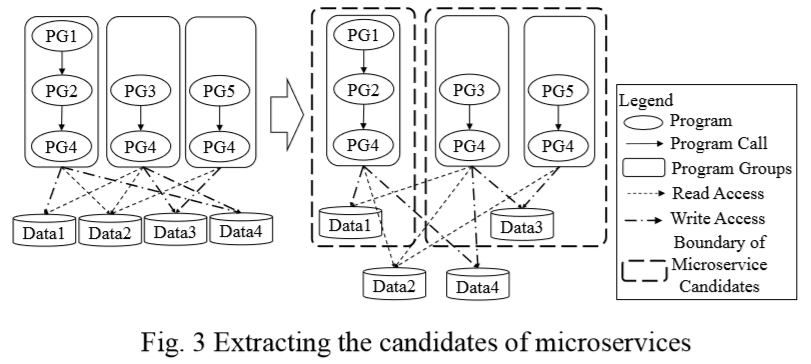 PG1
PG2
PG4
PG3
PG4
PG5
PG4
Data1
Data2
Data3
Data4
PG1
PG2
PG4
PG3
PG4
PG5
PG4
Data1
Data3
Data2
Data4
Legend
Program
Program Call
Program Groups
Read Access
Write Access
Boundary of
Microservice
Candidates
Fig. 3 Extracting the candidates of microservices